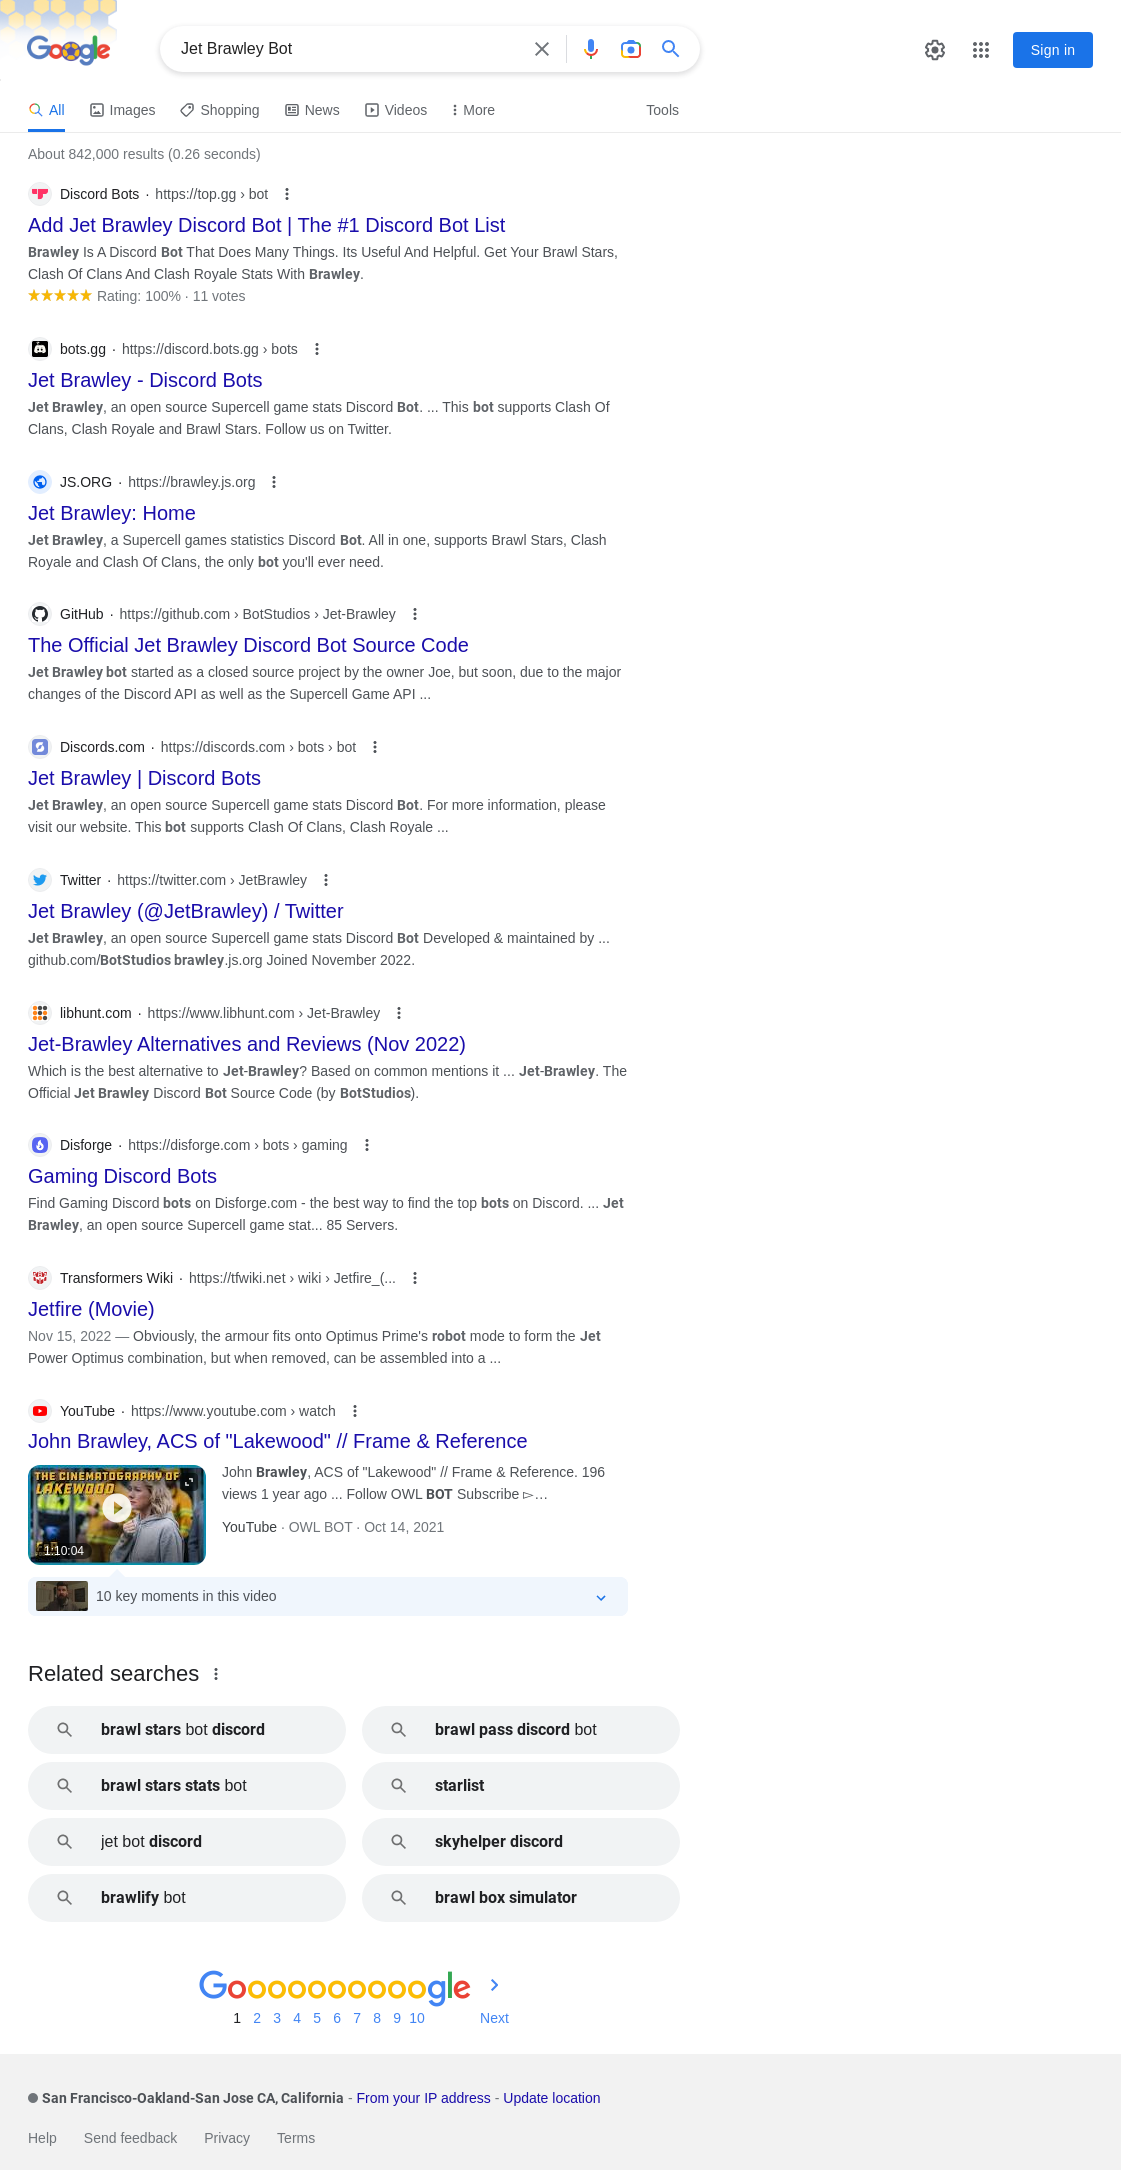 Google
Jet Brawley Bot
Sign in
All Images Shopping News Videos More Tools
About 842,000 results (0.26 seconds)
Discord Bots · https://top.gg › bot
Add Jet Brawley Discord Bot | The #1 Discord Bot List
Brawley Is A Discord Bot That Does Many Things. Its Useful And Helpful. Get Your Brawl Stars,
Clash Of Clans And Clash Royale Stats With Brawley.
Rating: 100% · 11 votes
bots.gg · https://discord.bots.gg › bots
Jet Brawley - Discord Bots
Jet Brawley, an open source Supercell game stats Discord Bot. ... This bot supports Clash Of
Clans, Clash Royale and Brawl Stars. Follow us on Twitter.
JS.ORG · https://brawley.js.org
Jet Brawley: Home
Jet Brawley, a Supercell games statistics Discord Bot. All in one, supports Brawl Stars, Clash
Royale and Clash Of Clans, the only bot you'll ever need.
GitHub · https://github.com › BotStudios › Jet-Brawley
The Official Jet Brawley Discord Bot Source Code
Jet Brawley bot started as a closed source project by the owner Joe, but soon, due to the major
changes of the Discord API as well as the Supercell Game API ...
Discords.com · https://discords.com › bots › bot
Jet Brawley | Discord Bots
Jet Brawley, an open source Supercell game stats Discord Bot. For more information, please
visit our website. This bot supports Clash Of Clans, Clash Royale ...
Twitter · https://twitter.com › JetBrawley
Jet Brawley (@JetBrawley) / Twitter
Jet Brawley, an open source Supercell game stats Discord Bot Developed & maintained by ...
github.com/BotStudios brawley.js.org Joined November 2022.
libhunt.com · https://www.libhunt.com › Jet-Brawley
Jet-Brawley Alternatives and Reviews (Nov 2022)
Which is the best alternative to Jet-Brawley? Based on common mentions it ... Jet-Brawley. The
Official Jet Brawley Discord Bot Source Code (by BotStudios).
Disforge · https://disforge.com › bots › gaming
Gaming Discord Bots
Find Gaming Discord bots on Disforge.com - the best way to find the top bots on Discord. ... Jet
Brawley, an open source Supercell game stat... 85 Servers.
Transformers Wiki · https://tfwiki.net › wiki › Jetfire_(...
Jetfire (Movie)
Nov 15, 2022 — Obviously, the armour fits onto Optimus Prime's robot mode to form the Jet
Power Optimus combination, but when removed, can be assembled into a ...
YouTube · https://www.youtube.com › watch
John Brawley, ACS of "Lakewood" // Frame & Reference
THE CINEMATOGRAPHY OF
LAKEWOOD
1:10:04
John Brawley, ACS of "Lakewood" // Frame & Reference. 196
views 1 year ago ... Follow OWL BOT Subscribe ▻…
YouTube · OWL BOT · Oct 14, 2021
10 key moments in this video
Related searches
brawl stars bot discord
brawl pass discord bot
brawl stars stats bot
starlist
jet bot discord
skyhelper discord
brawlify bot
brawl box simulator
Goooooooooogle
1 2 3 4 5 6 7 8 9 10 Next
San Francisco-Oakland-San Jose CA, California - From your IP address - Update location
Help Send feedback Privacy Terms